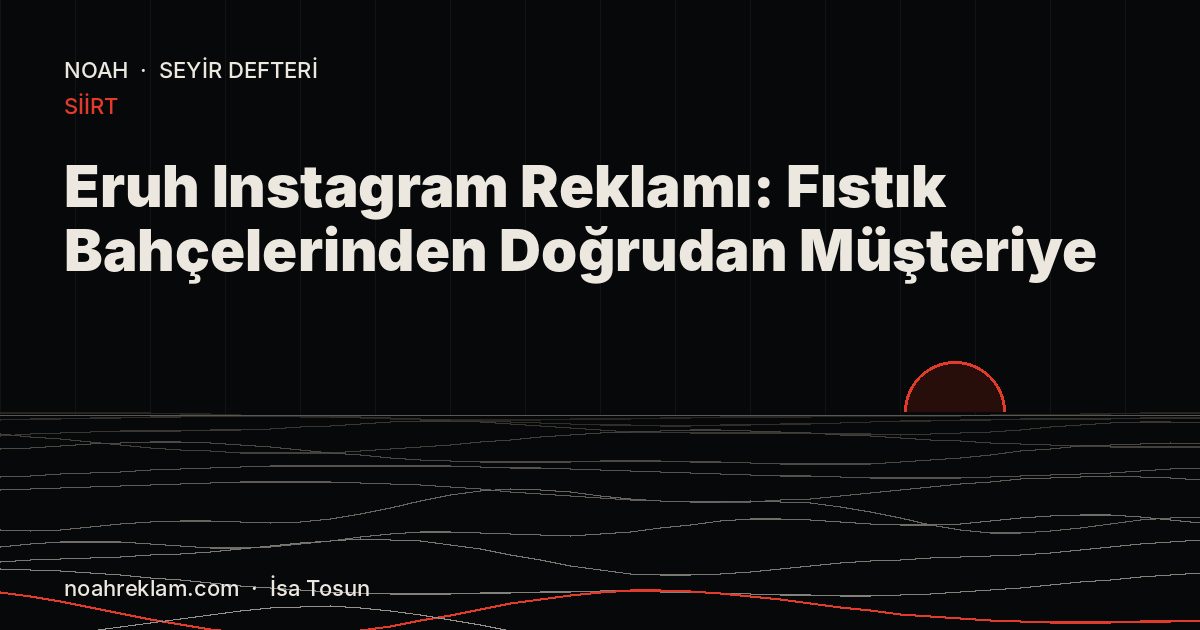 NOAH · SEYİR DEFTERİ
SİİRT
Eruh Instagram Reklamı: Fıstık
Bahçelerinden Doğrudan Müşteriye
noahreklam.com · İsa Tosun